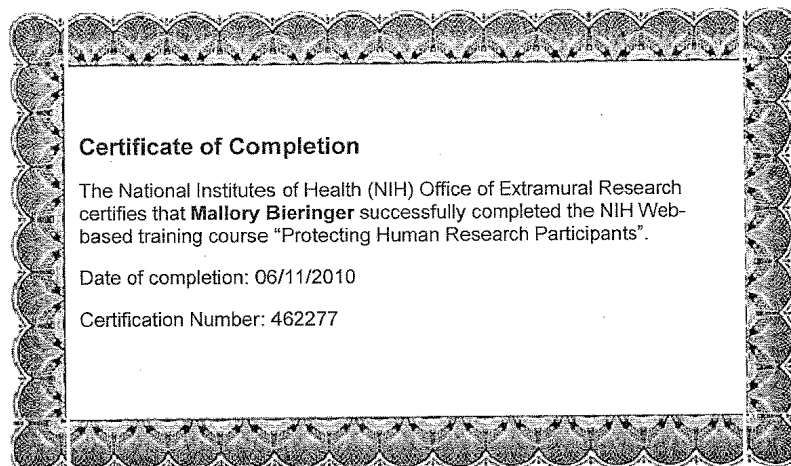 Certificate of Completion
The National Institutes of Health (NIH) Office of Extramural Research
certifies that Mallory Bieringer successfully completed the NIH Web-
based training course “Protecting Human Research Participants”.
Date of completion: 06/11/2010
Certification Number: 462277